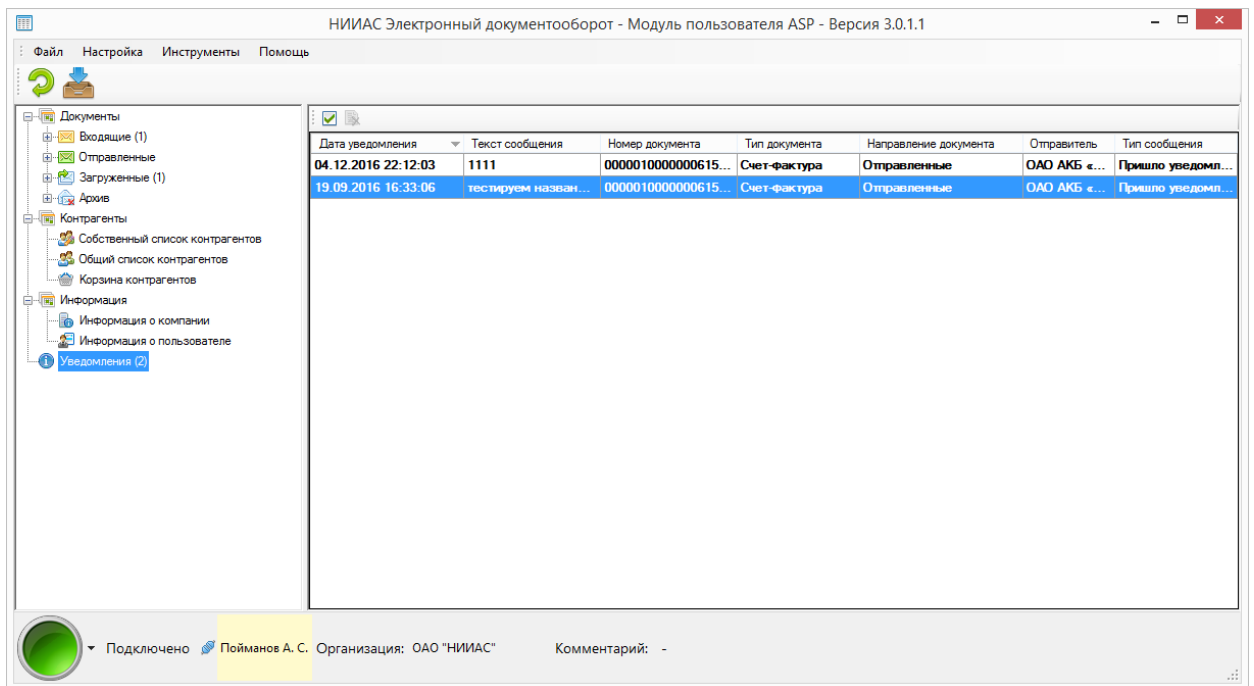 НИИАС Электронный документооборот - Модуль пользователя ASP - Версия 3.0.1.1
Файл Настройка Инструменты Помощь
Документы
Входящие (1)
Отправленные
Загруженные (1)
Архив
Контрагенты
Собственный список контрагентов
Общий список контрагентов
Корзина контрагентов
Информация
Информация о компании
Информация о пользователе
Уведомления (2)
Дата уведомления Текст сообщения Номер документа Тип документа Направление документа Отправитель Тип сообщения
04.12.2016 22:12:03 1111 0000010000000615... Счет-фактура Отправленные ОАО АКБ «... Пришло уведомл...
19.09.2016 16:33:06 тестируем назван... 0000010000000615... Счет-фактура Отправленные ОАО АКБ «... Пришло уведомл...
Подключено Пойманов А. С. Организация: ОАО "НИИАС" Комментарий: -